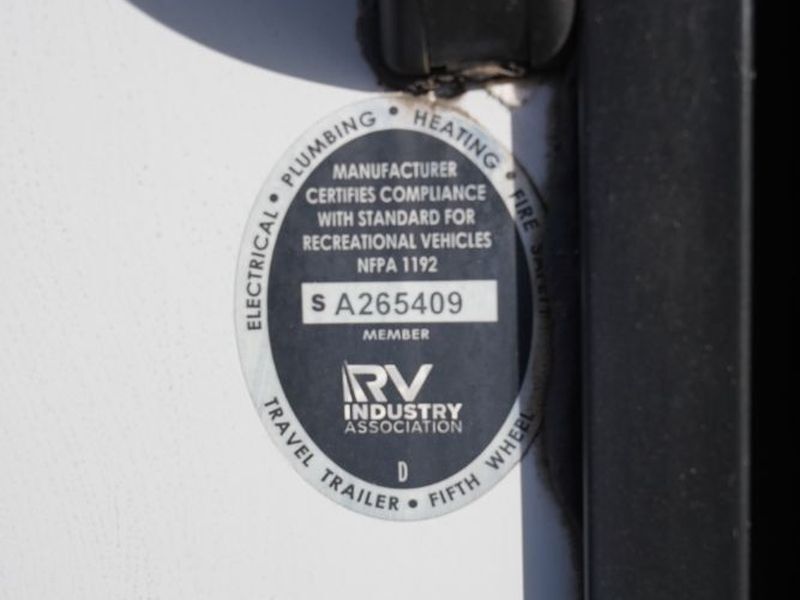 ELECTRICAL • PLUMBING • HEATING • FIRE SAFETY
MANUFACTURER
CERTIFIES COMPLIANCE
WITH STANDARD FOR
RECREATIONAL VEHICLES
NFPA 1192
S A265409
MEMBER
RV
INDUSTRY
ASSOCIATION
D
TRAVEL TRAILER • FIFTH WHEEL